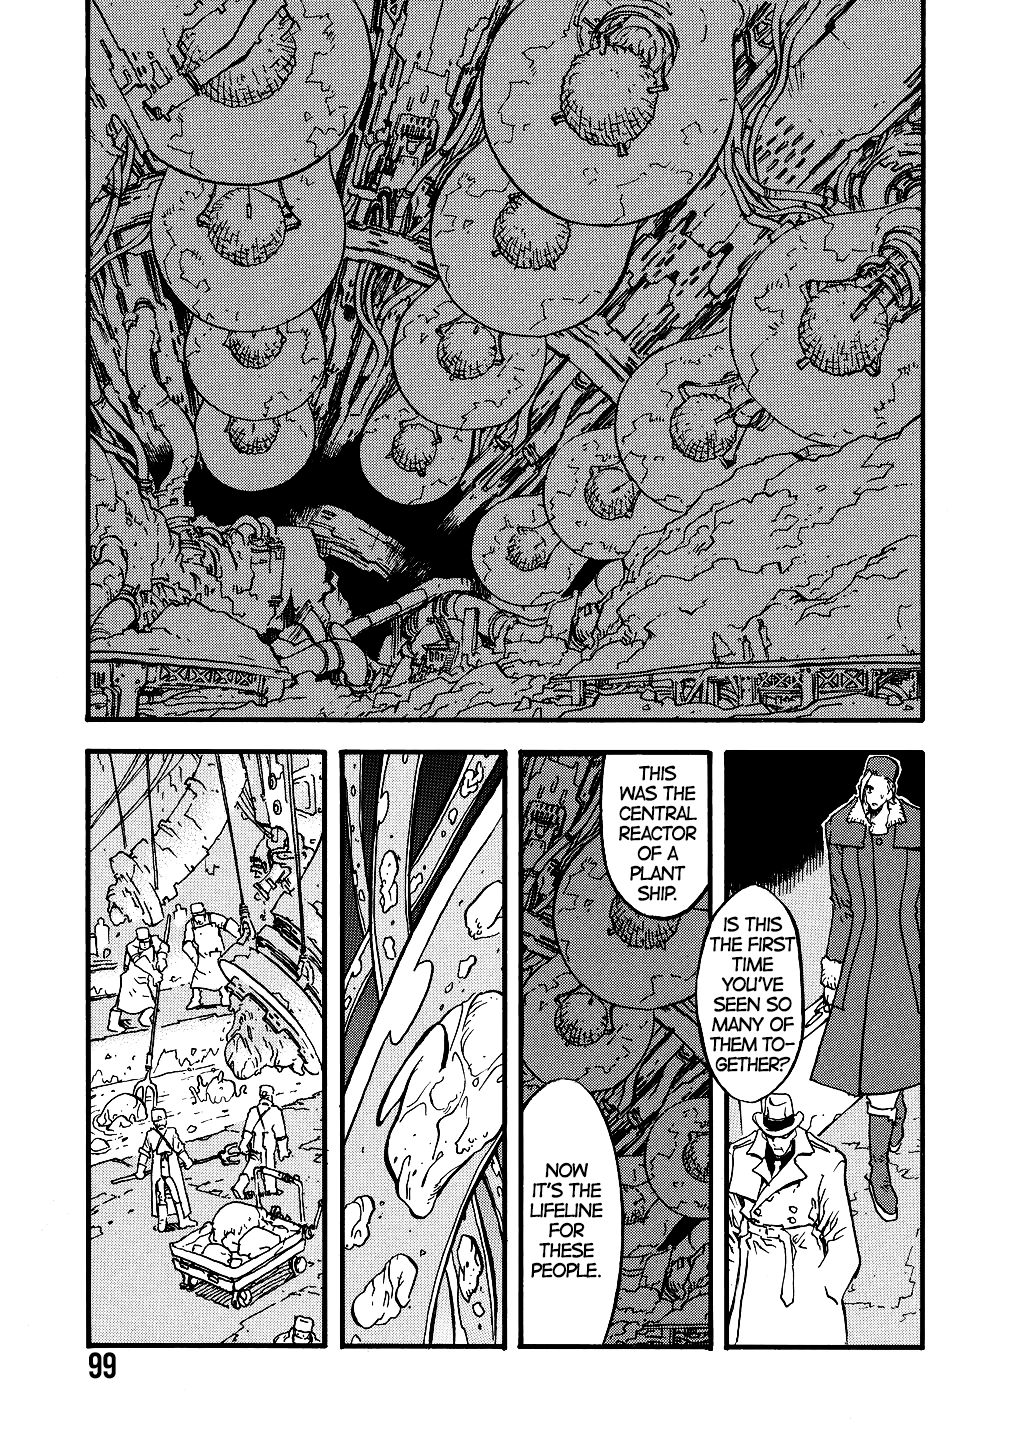 IS THIS
THE FIRST
TIME
YOU'VE
SEEN SO
MANY OF
THEM TO-
GETHER?
THIS
WAS THE
CENTRAL
REACTOR
OF A
PLANT
SHIP.
NOW
IT'S THE
LIFELINE
FOR
THESE
PEOPLE.
99